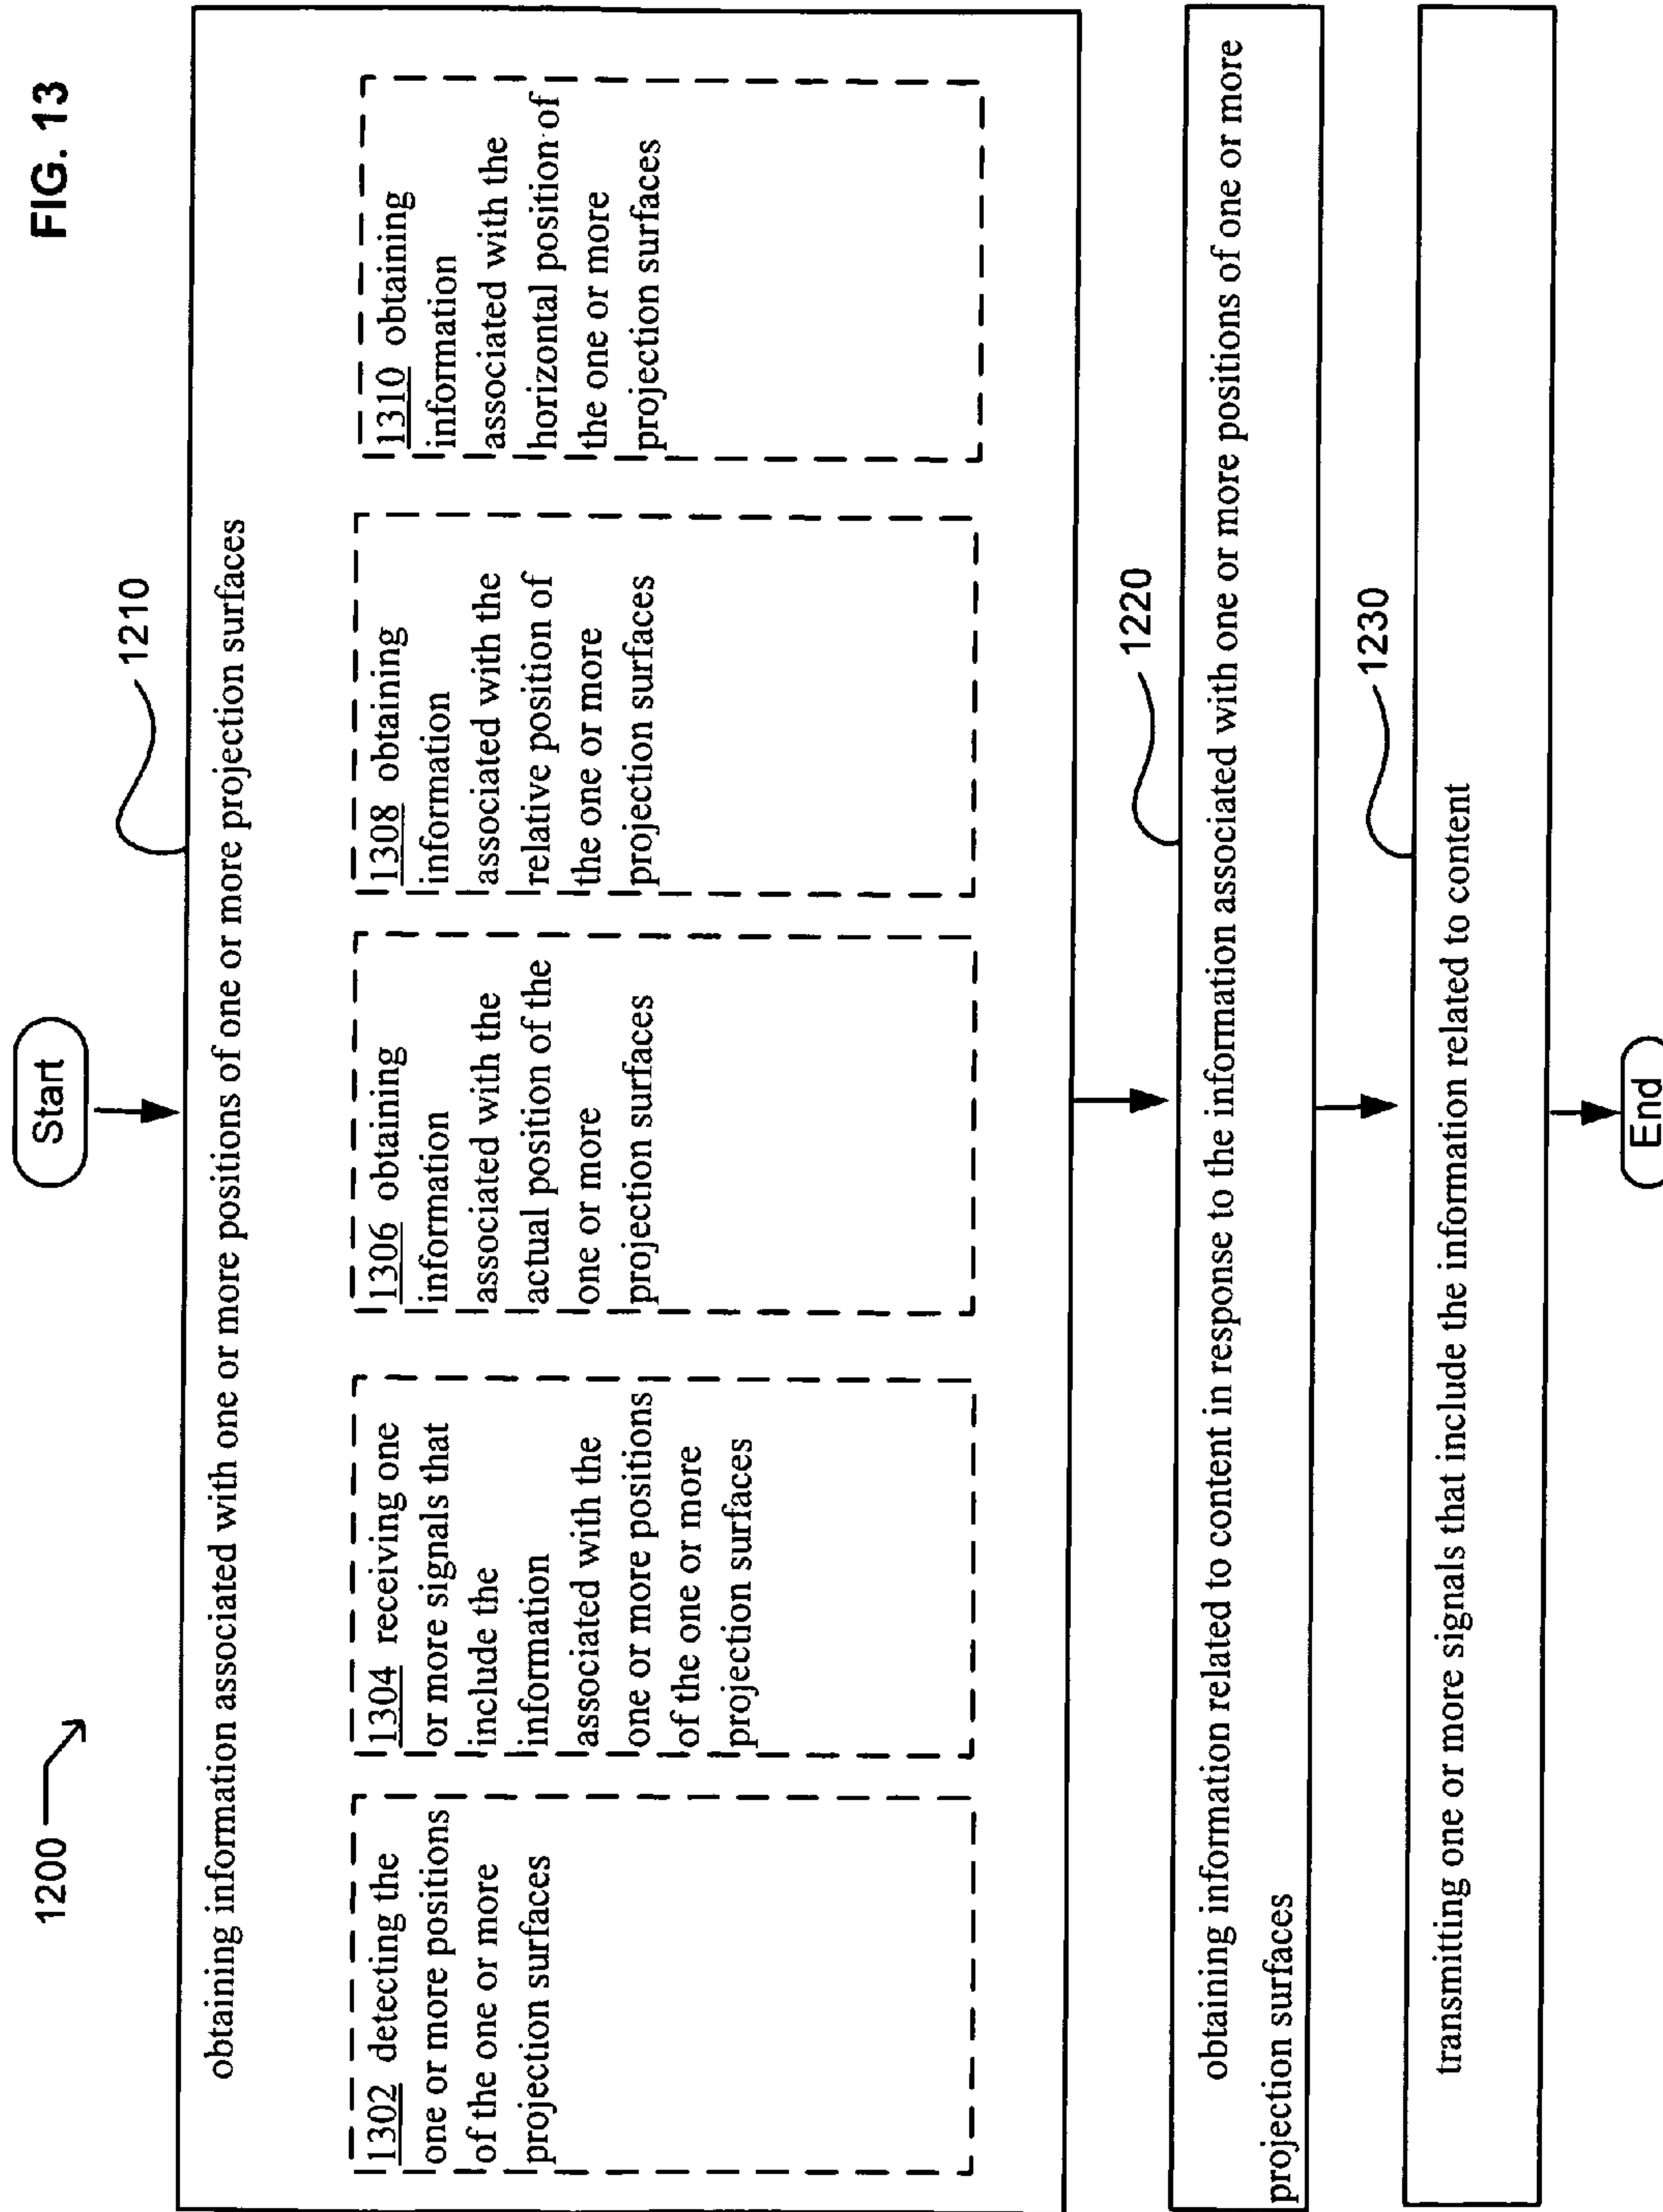 FIG. 13
1200
Start
1210
obtaining information associated with one or more positions of one or more projection surfaces
1302 detecting the
one or more positions
of the one or more
projection surfaces
1304 receiving one
or more signals that
include the
information
associated with the
one or more positions
of the one or more
projection surfaces
1306 obtaining
information
associated with the
actual position of the
one or more
projection surfaces
1308 obtaining
information
associated with the
relative position of
the one or more
projection surfaces
1310 obtaining
information
associated with the
horizontal position of
the one or more
projection surfaces
1220
obtaining information related to content in response to the information associated with one or more positions of one or more
projection surfaces
1230
transmitting one or more signals that include the information related to content
End